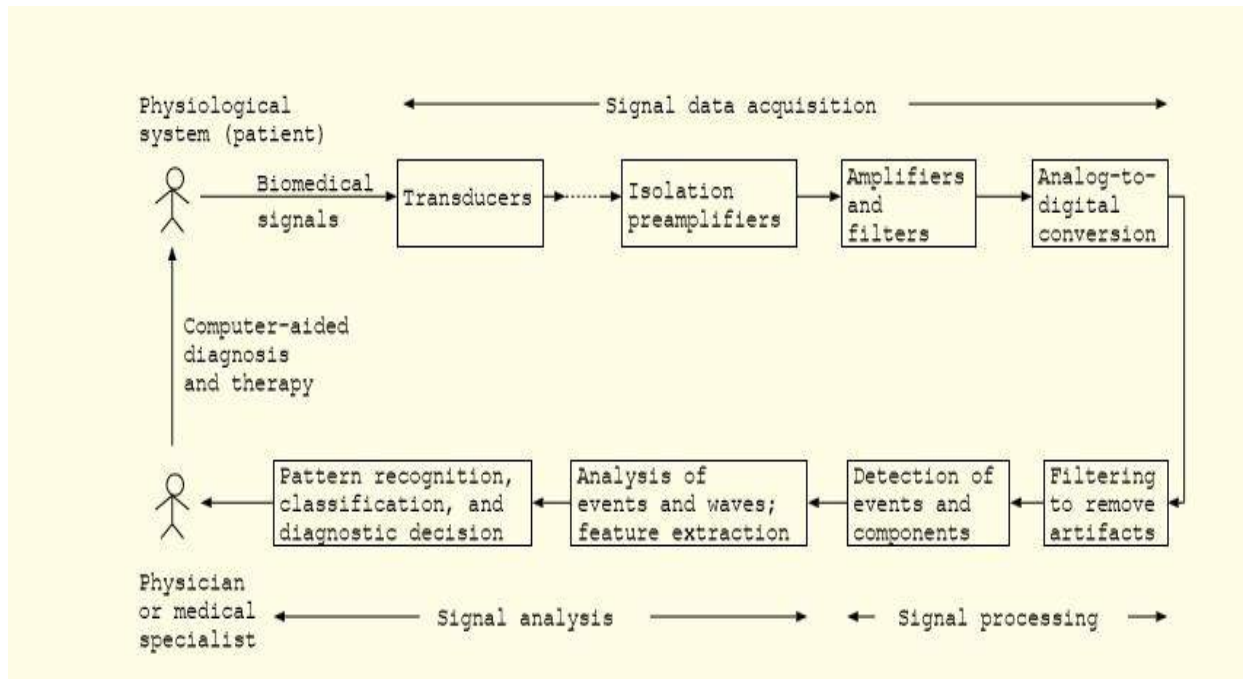 Physiological
system (patient)
Signal data acquisition
Biomedical
signals
Transducers
Isolation
preamplifiers
Amplifiers
and
filters
Analog-to-
digital
conversion
Computer-aided
diagnosis
and therapy
Pattern recognition,
classification, and
diagnostic decision
Analysis of
events and waves;
feature extraction
Detection of
events and
components
Filtering
to remove
artifacts
Physician
or medical
specialist
Signal analysis
Signal processing